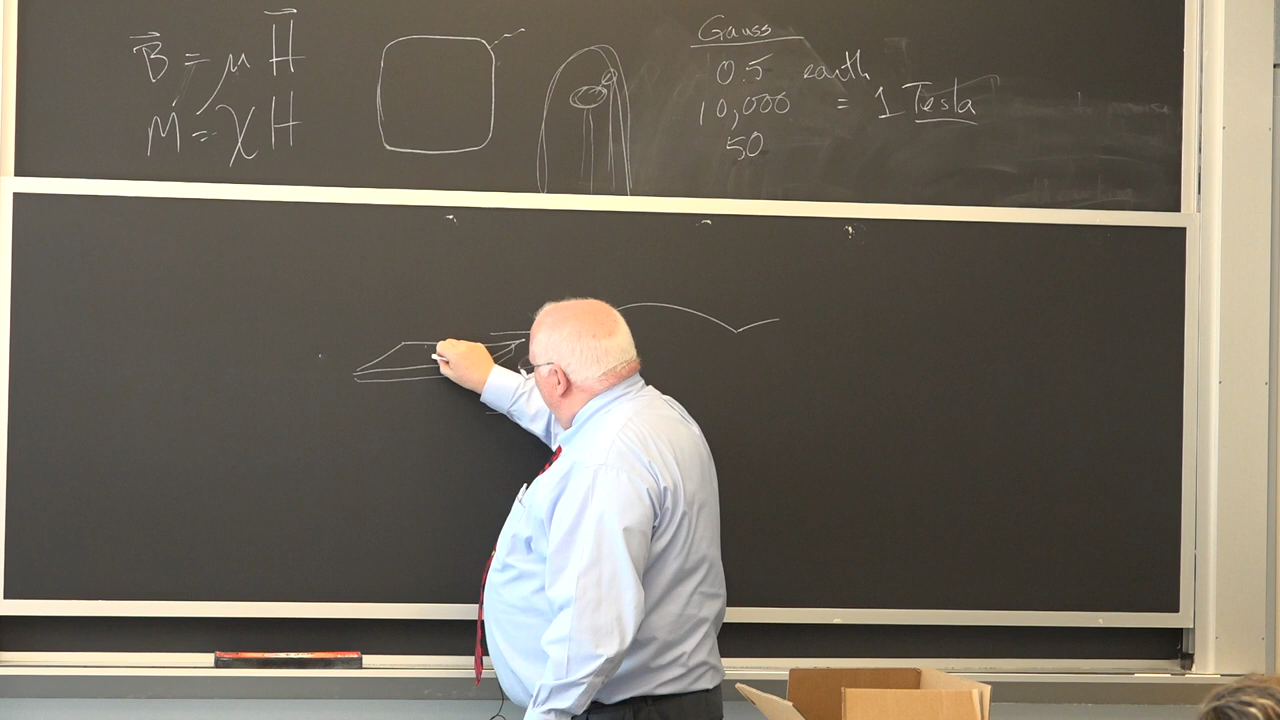 B = μ H
M = χ H
Gauss
0.5 earth
10,000 = 1 Tesla
50